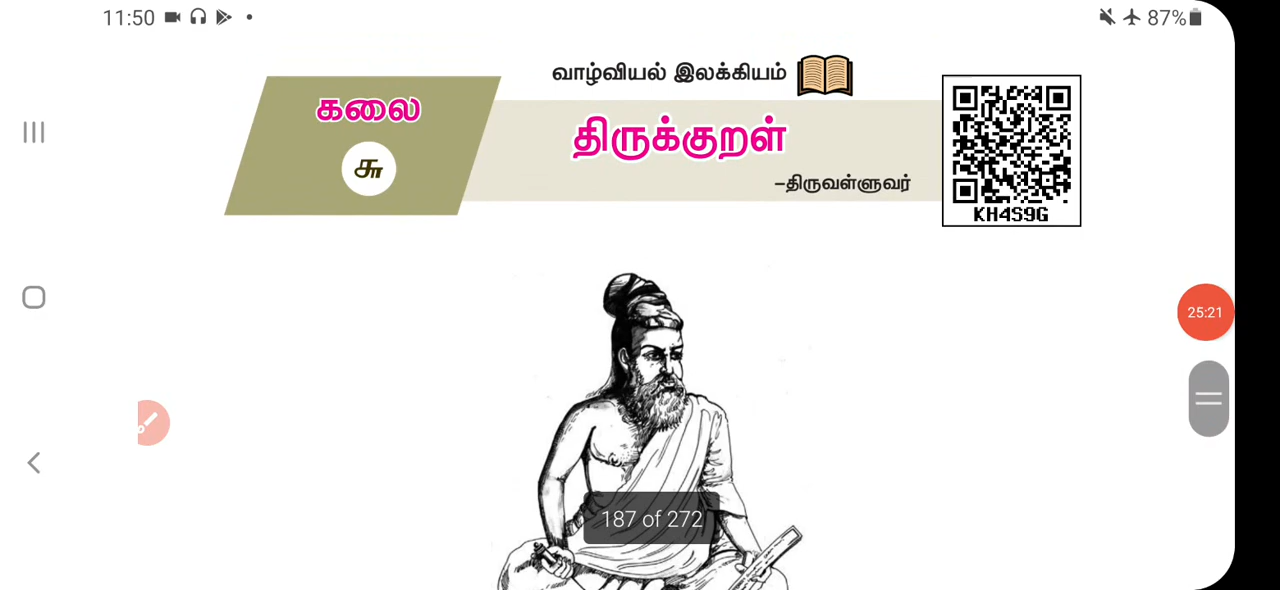 11:50
87%
வாழ்வியல் இலக்கியம்
கலை
திருக்குறள்
சு
–திருவள்ளுவர்
KH4S9G
25:21
187 of 272